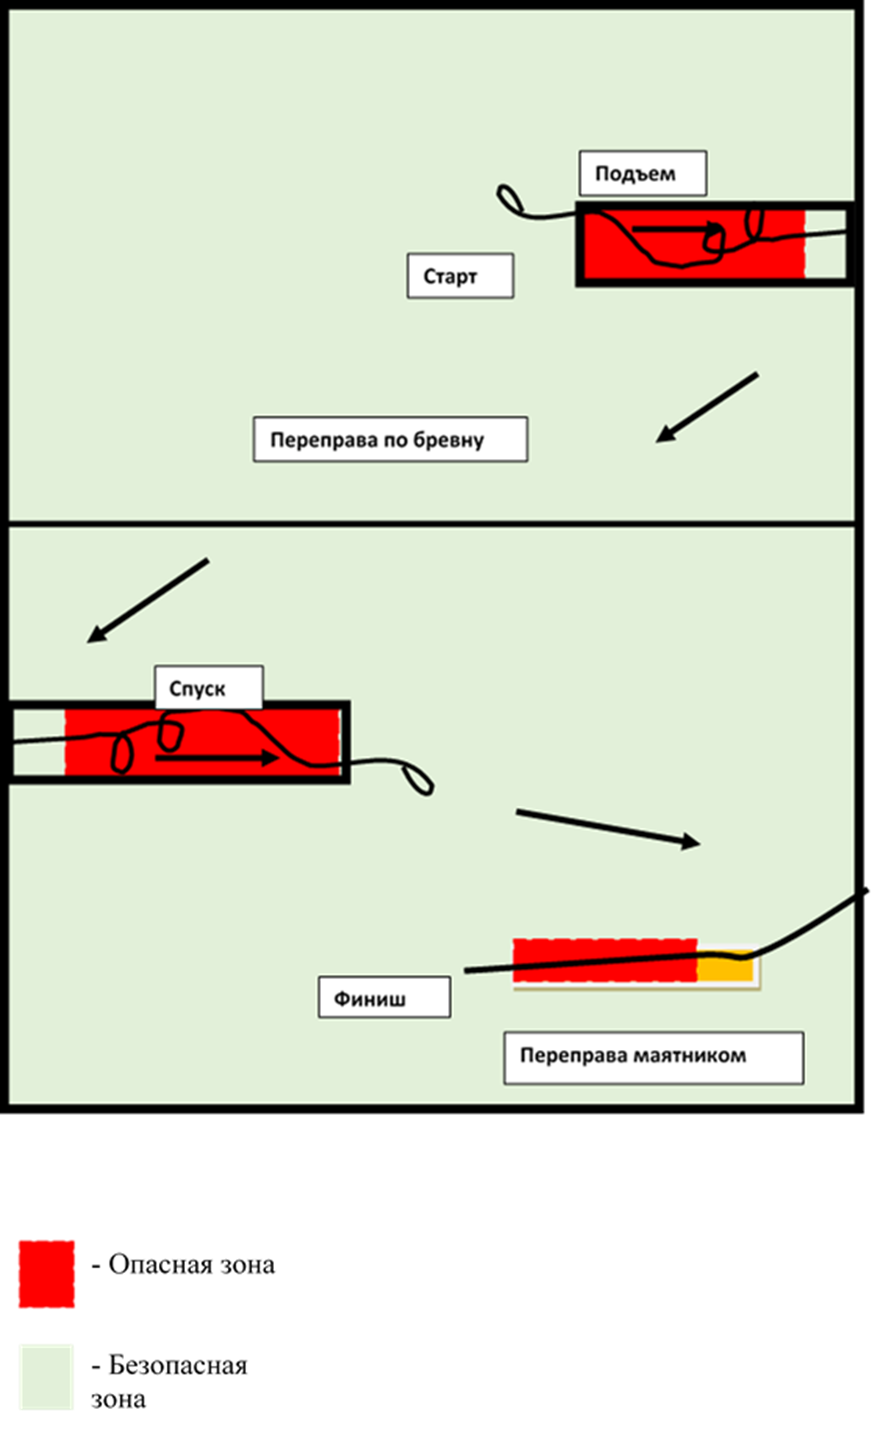 Подъем
Старт
Переправа по бревну
Спуск
Финиш
Переправа маятником
- Опасная зона
- Безопасная
зона